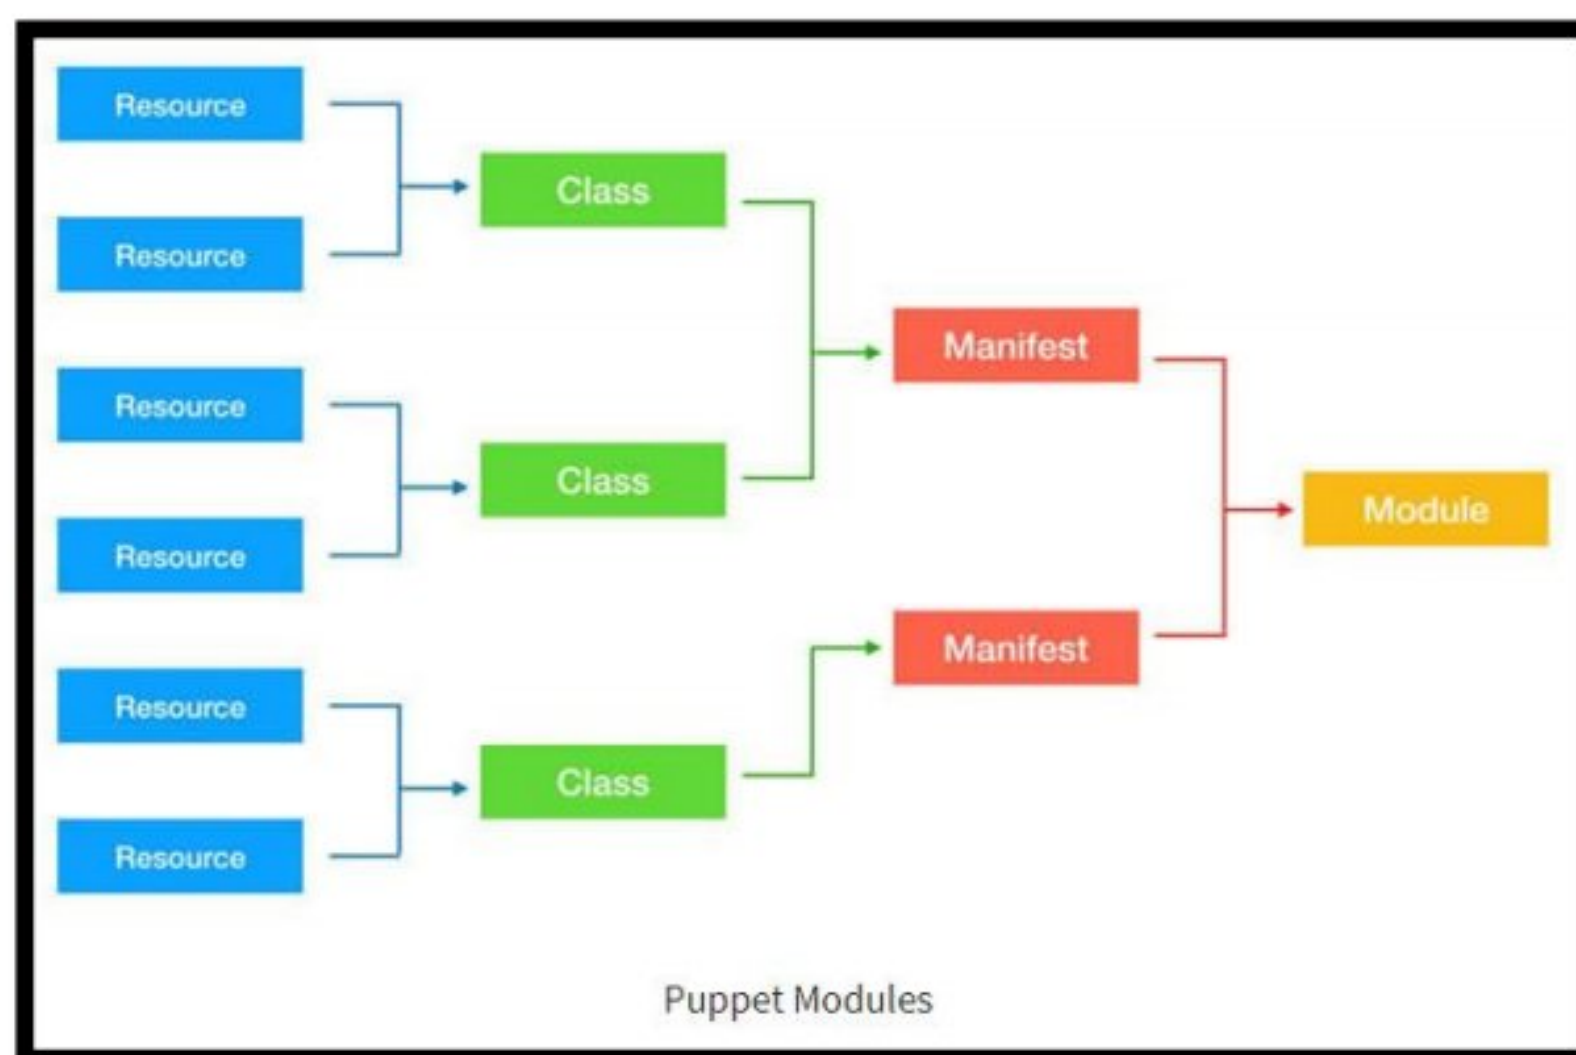 Resource
Resource
Resource
Resource
Resource
Resource
Class
Class
Class
Manifest
Manifest
Module
Puppet Modules